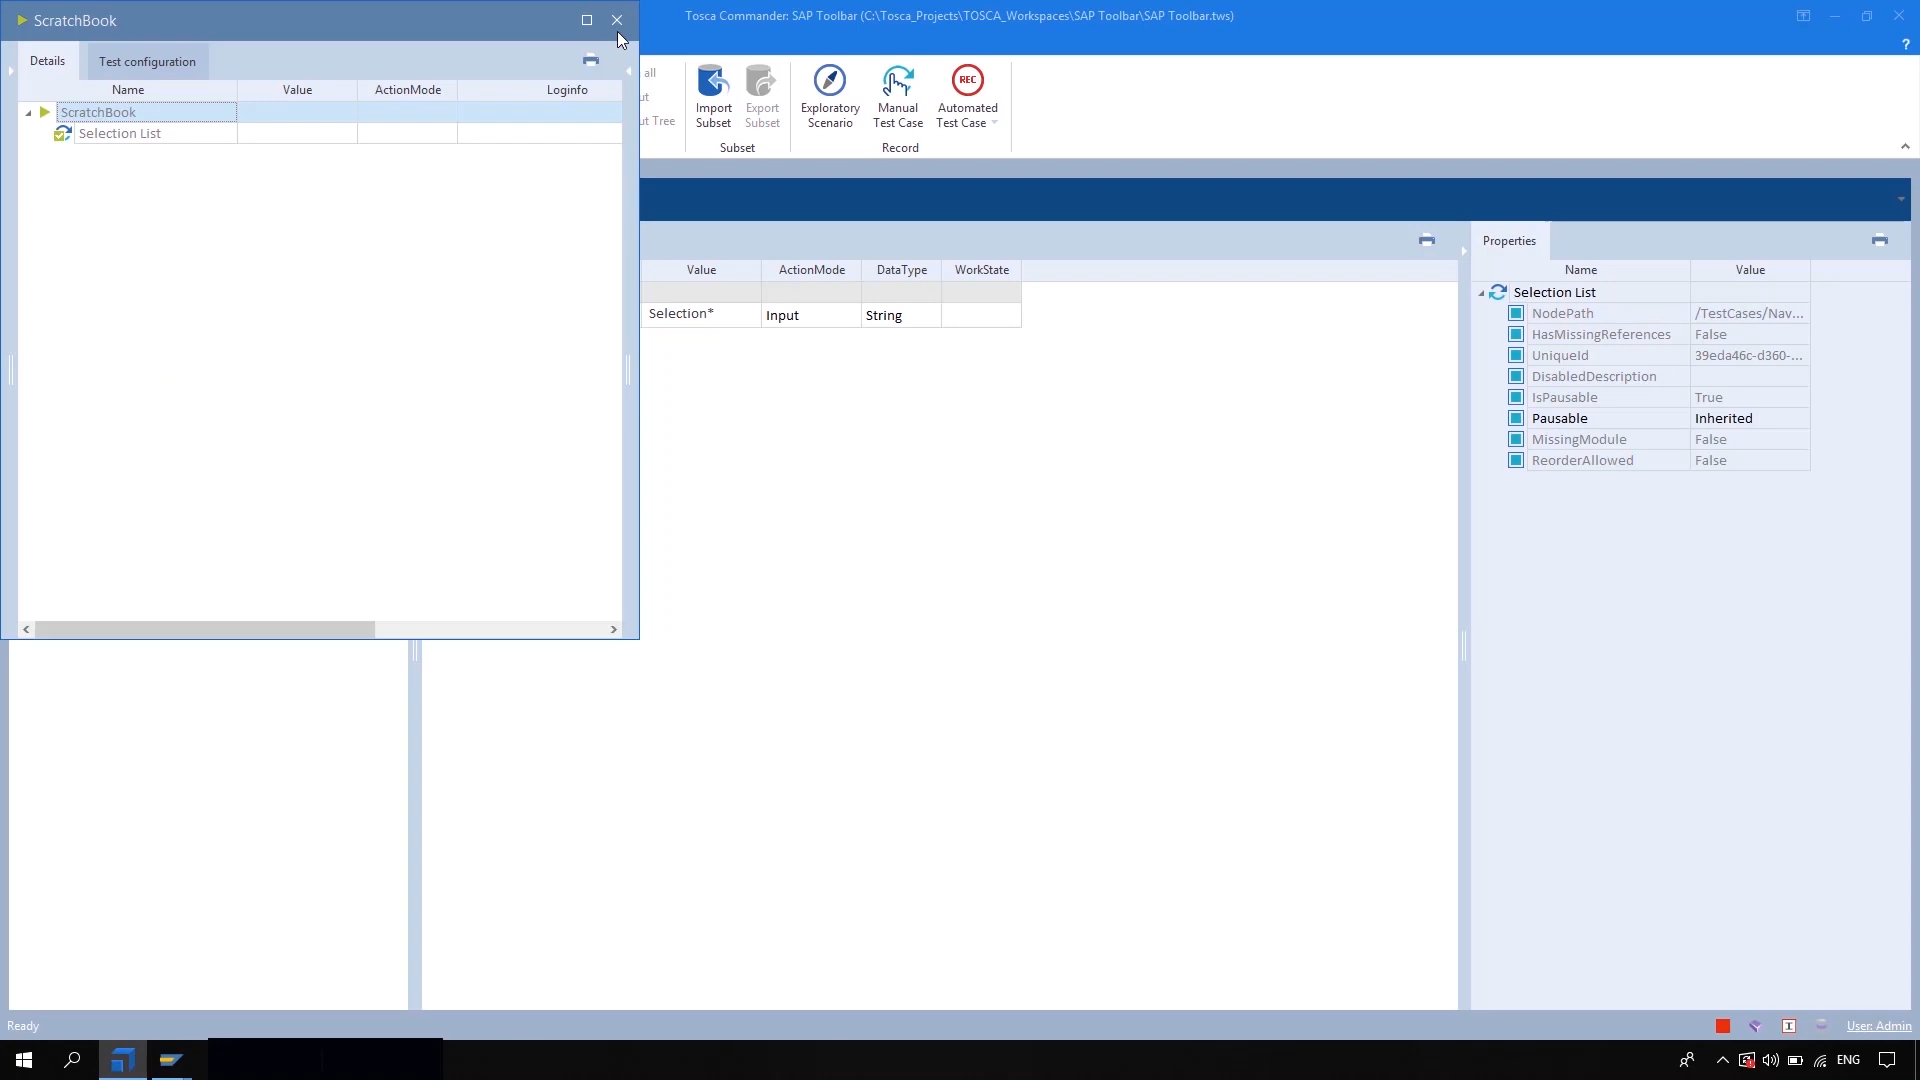 ScratchBook
Tosca Commander: SAP Toolbar (C:\Tosca_Projects\TOSCA_Workspaces\SAP Toolbar\SAP Toolbar.tws)
?
Details
Test configuration
Name Value ActionMode Loginfo
ScratchBook
Selection List
all
ut
ut Tree
Import Subset
Export Subset
Subset
Exploratory Scenario
Manual Test Case
REC
Automated Test Case
Record
Value ActionMode DataType WorkState
Selection* Input String
Properties
Name Value
Selection List
NodePath /TestCases/Nav...
HasMissingReferences False
UniqueId 39eda46c-d360-...
DisabledDescription
IsPausable True
Pausable Inherited
MissingModule False
ReorderAllowed False
Ready
User: Admin
ENG